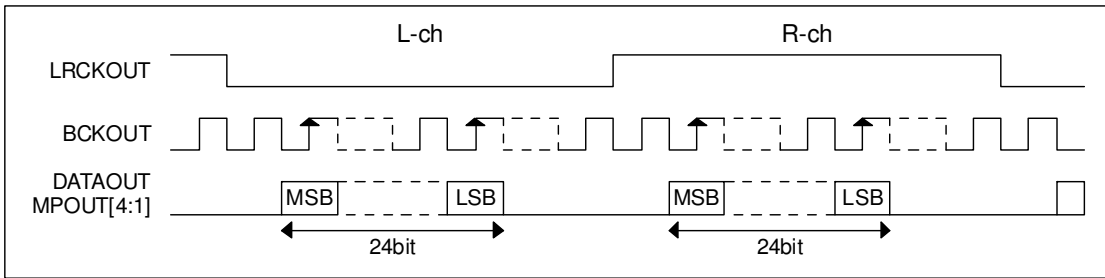 L-ch R-ch
LRCKOUT
BCKOUT
DATAOUT
MPOUT[4:1]
MSB LSB MSB LSB
24bit 24bit